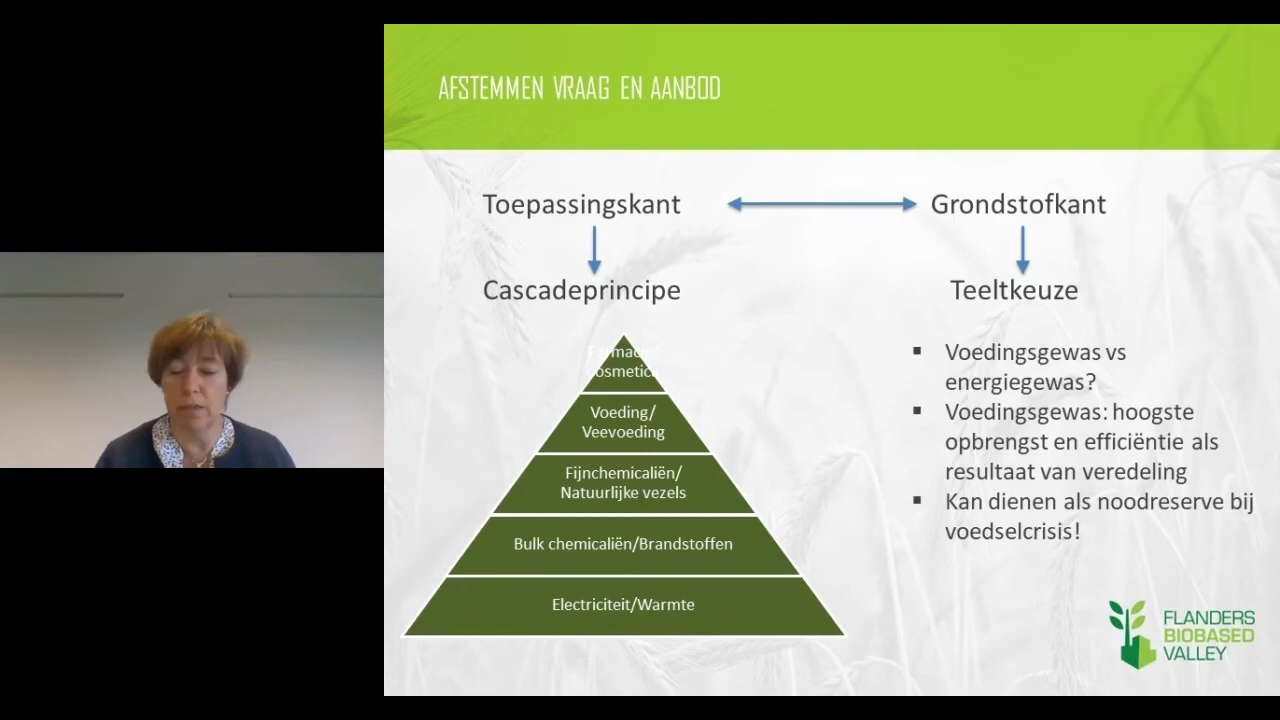 AFSTEMMEN VRAAG EN AANBOD
Toepassingskant
Grondstofkant
Cascadeprincipe
Teeltkeuze
Farmacie/
Cosmetica
Voeding/
Veevoeding
Fijnchemicaliën/
Natuurlijke vezels
Bulk chemicaliën/Brandstoffen
Electriciteit/Warmte
▪ Voedingsgewas vs
energiegewas?
▪ Voedingsgewas: hoogste
opbrengst en efficiëntie als
resultaat van veredeling
▪ Kan dienen als noodreserve bij
voedselcrisis!
FLANDERS
BIOBASED
VALLEY